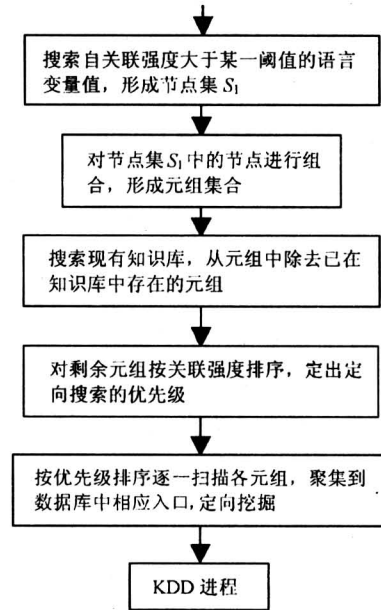 搜索自关联强度大于某一阈值的语言
变量值，形成节点集 S₁
对节点集 S₁ 中的节点进行组
合，形成元组集合
搜索现有知识库，从元组中除去已在
知识库中存在的元组
对剩余元组按关联强度排序，定出定
向搜索的优先级
按优先级排序逐一扫描各元组，聚集到
数据库中相应入口,定向挖掘
KDD 进程